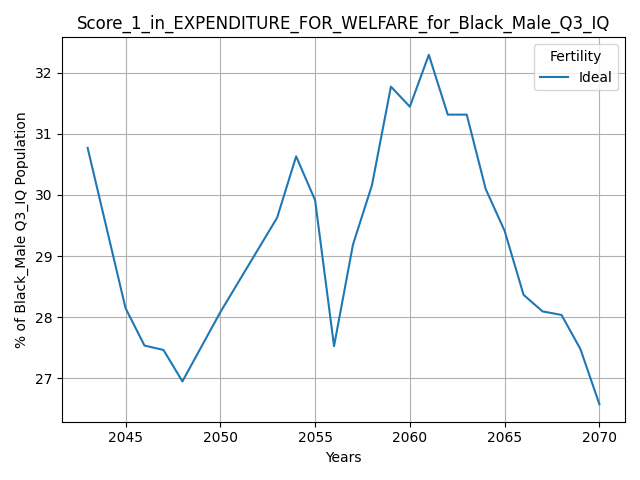 Score_1_in_EXPENDITURE_FOR_WELFARE_for_Black_Male_Q3_IQ
Fertility
Ideal
32
31
30
29
28
27
% of Black_Male Q3_IQ Population
2045 2050 2055 2060 2065 2070
Years